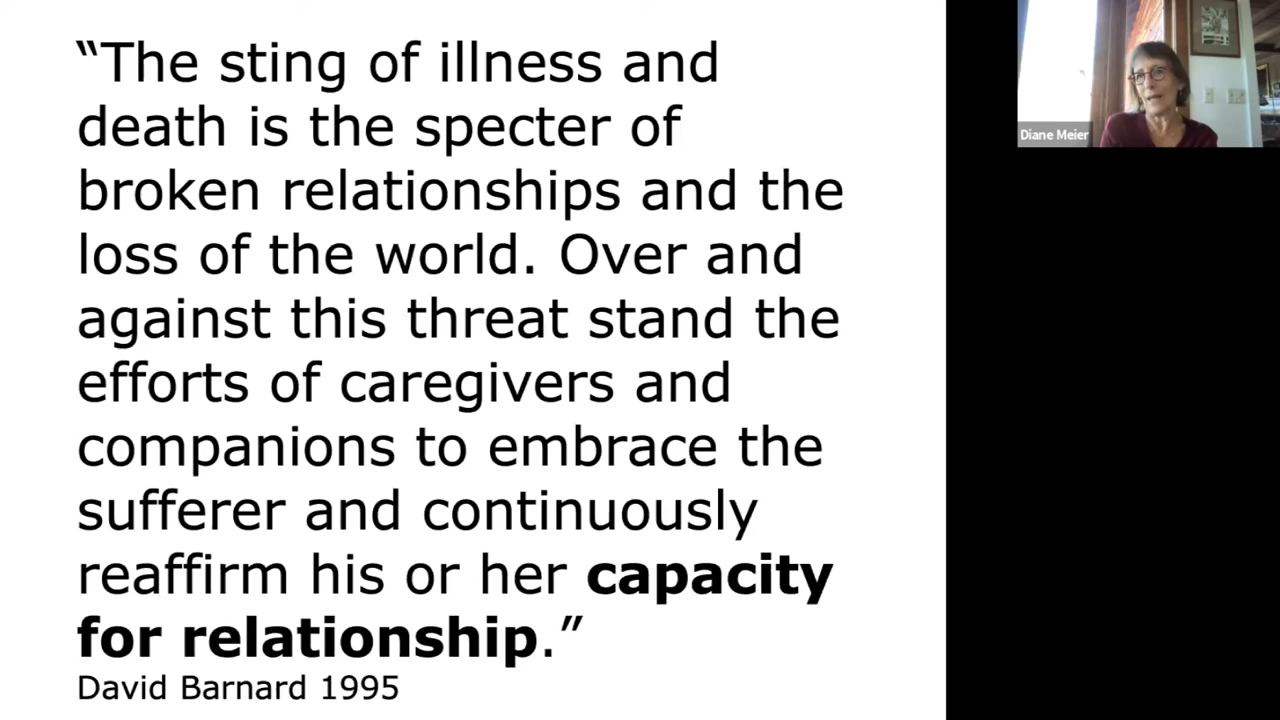 “The sting of illness and
death is the specter of
broken relationships and the
loss of the world. Over and
against this threat stand the
efforts of caregivers and
companions to embrace the
sufferer and continuously
reaffirm his or her capacity
for relationship.”
David Barnard 1995
Diane Meier